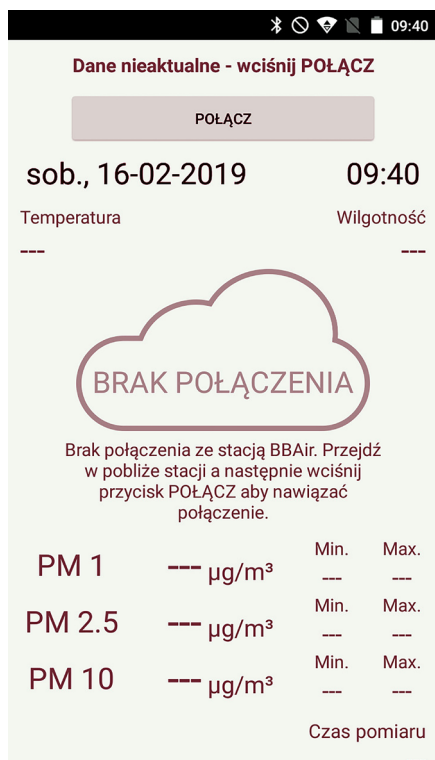 09:40
Dane nieaktualne - wciśnij POŁĄCZ
POŁĄCZ
sob., 16-02-2019 09:40
Temperatura Wilgotność
--- ---
BRAK POŁĄCZENIA
Brak połączenia ze stacją BBAir. Przejdź
w pobliże stacji a następnie wciśnij
przycisk POŁĄCZ aby nawiązać
połączenie.
Min. Max.
PM 1 --- µg/m³ --- ---
Min. Max.
PM 2.5 --- µg/m³ --- ---
Min. Max.
PM 10 --- µg/m³ --- ---
Czas pomiaru